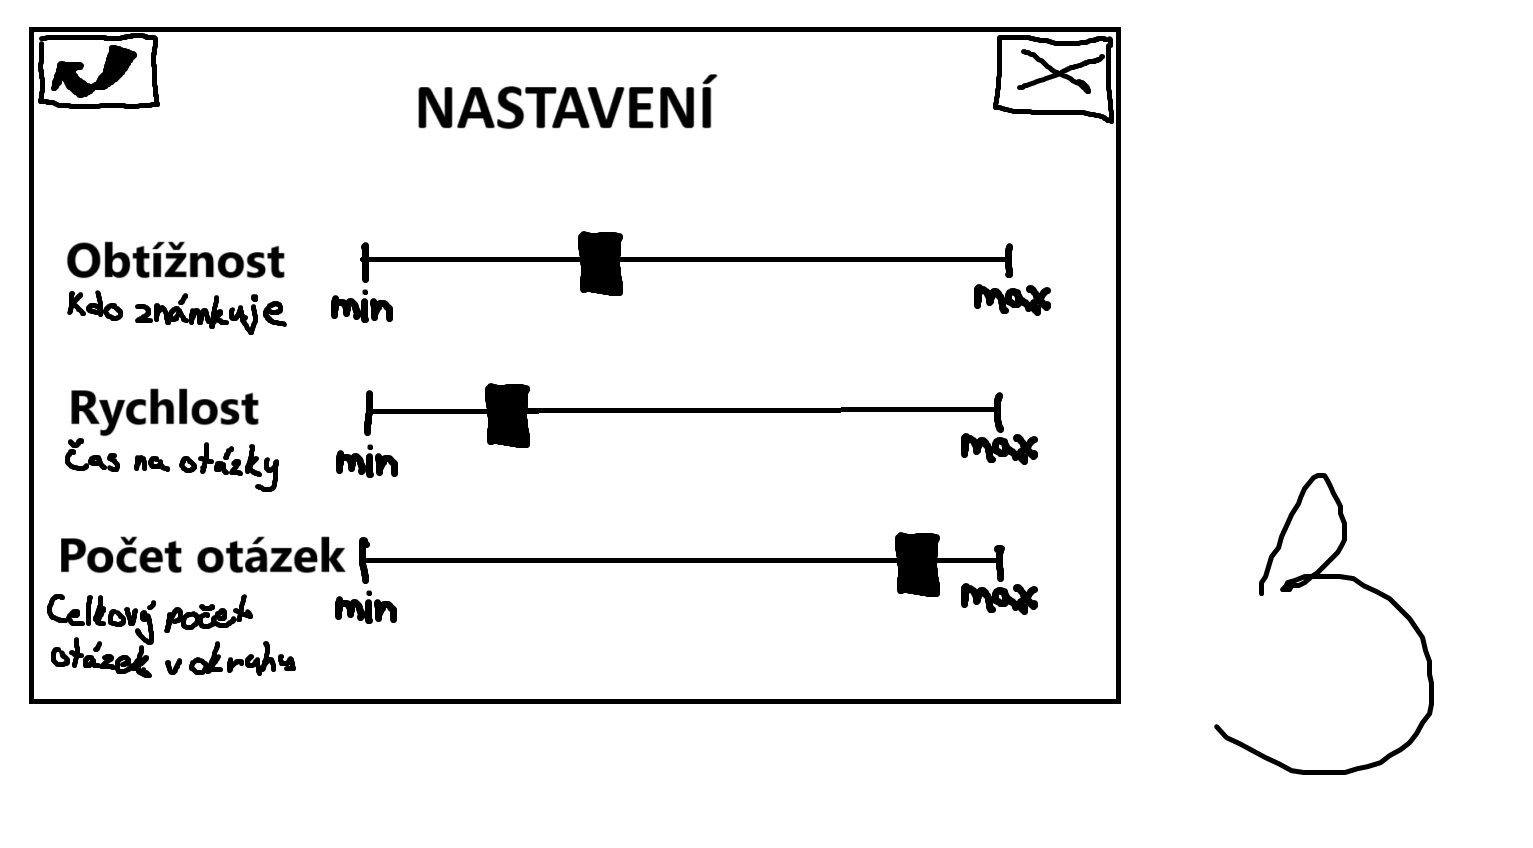 NASTAVENÍ
Obtížnost
Kdo známkuje
min
max
Rychlost
Čas na otázky
min
max
Počet otázek
Celkový počet
otázek v okruhu
min
max